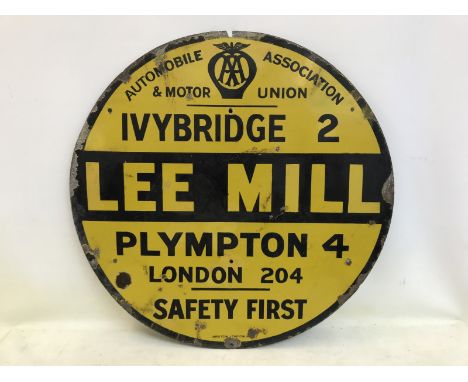 AUTOMOBILE ASSOCIATION
AA
& MOTOR UNION
IVYBRIDGE 2
LEE MILL
PLYMPTON 4
LONDON 204
SAFETY FIRST